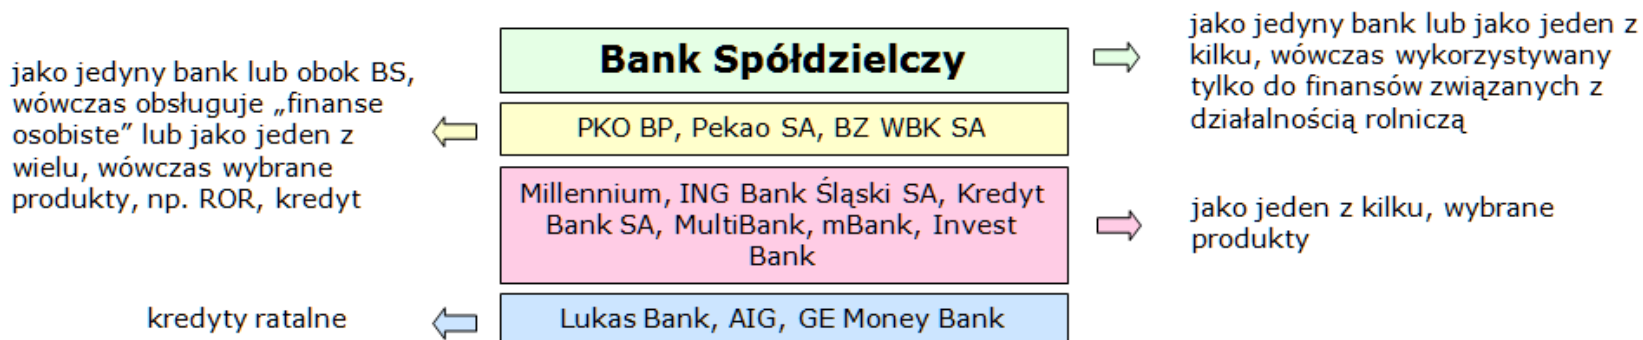 jako jedyny bank lub jako jeden z
kilku, wówczas wykorzystywany
tylko do finansów związanych z
działalnością rolniczą
Bank Spółdzielczy
jako jedyny bank lub obok BS,
wówczas obsługuje „finanse
osobiste” lub jako jeden z
wielu, wówczas wybrane
produkty, np. ROR, kredyt
PKO BP, Pekao SA, BZ WBK SA
Millennium, ING Bank Śląski SA, Kredyt
Bank SA, MultiBank, mBank, Invest
Bank
jako jeden z kilku, wybrane
produkty
kredyty ratalne
Lukas Bank, AIG, GE Money Bank